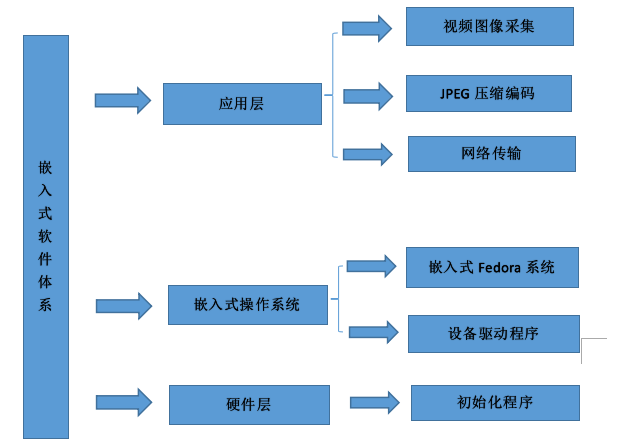 嵌入式软件体系
应用层
视频图像采集
JPEG 压缩编码
网络传输
嵌入式操作系统
嵌入式 Fedora 系统
设备驱动程序
硬件层
初始化程序